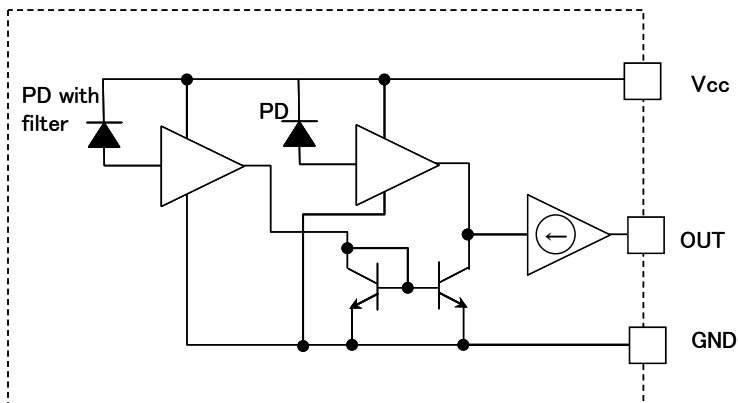 PD with
filter
PD
Vcc
OUT
GND